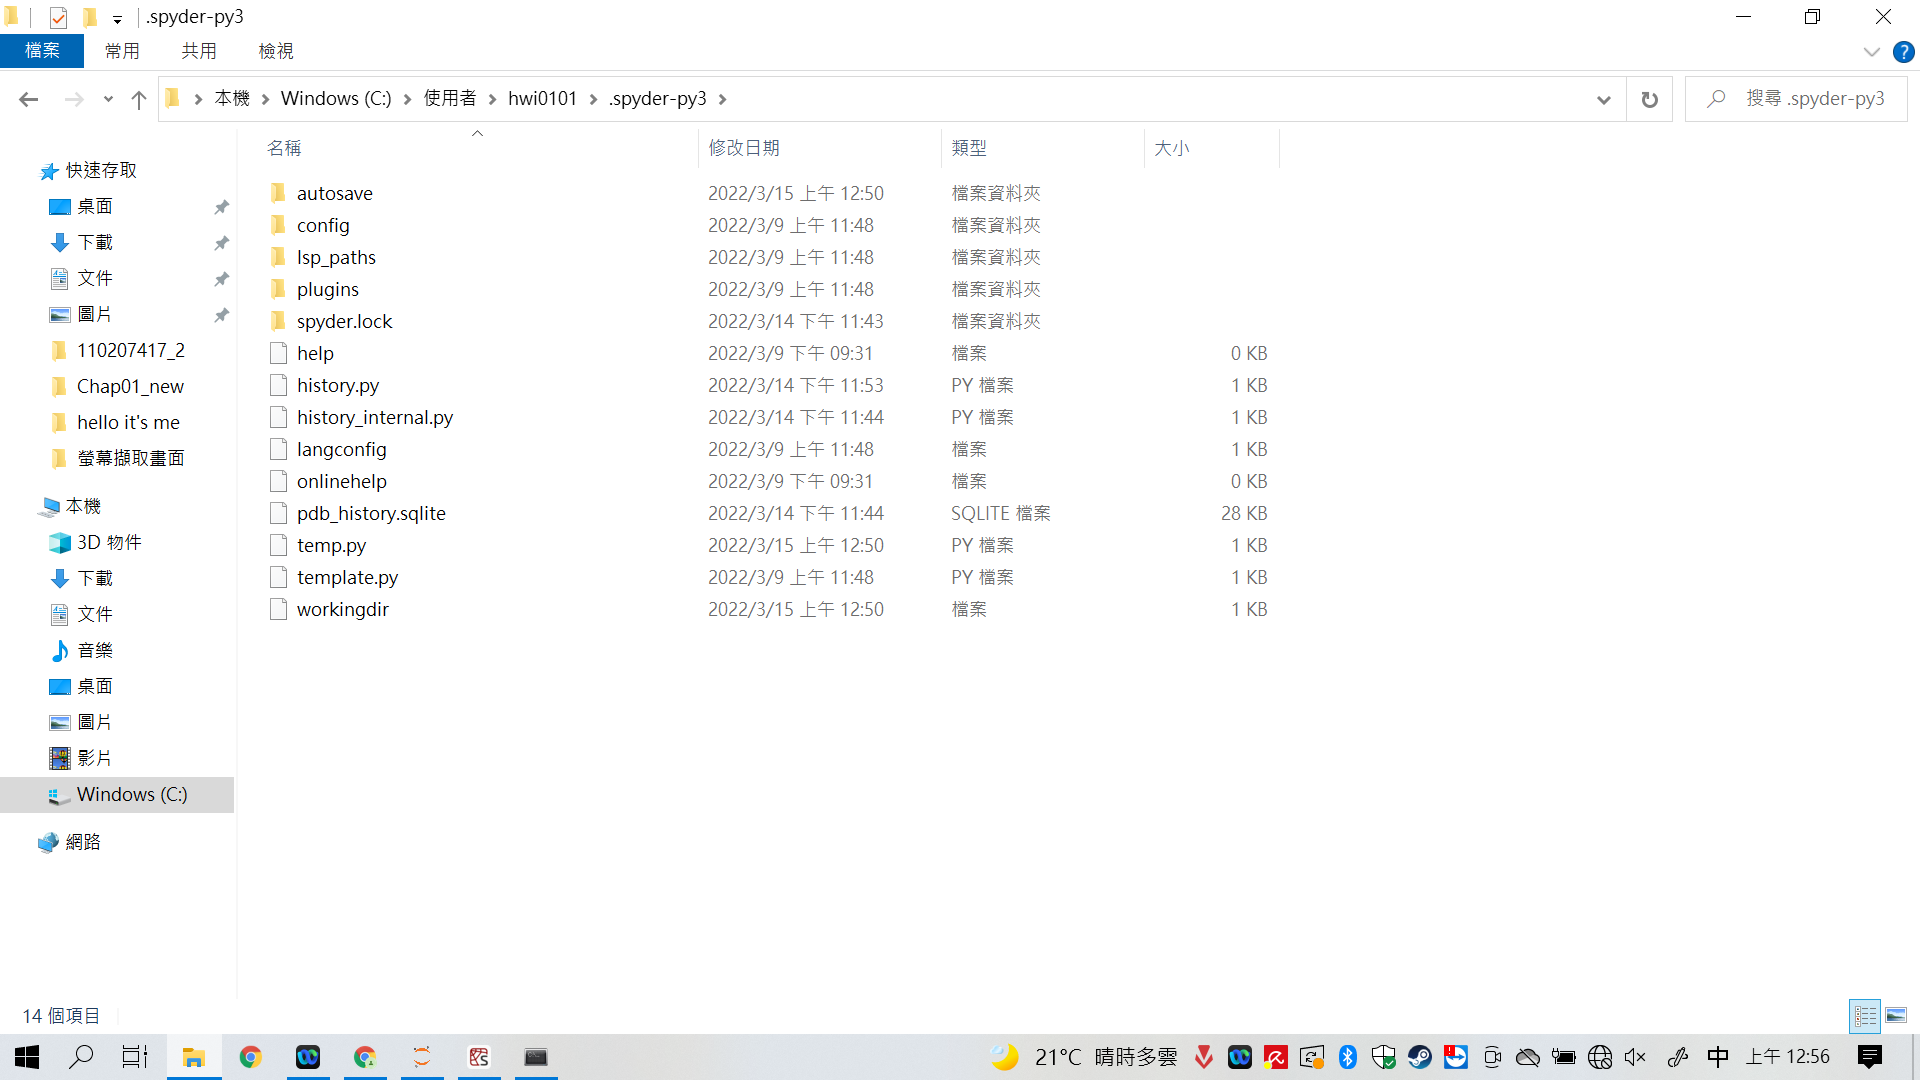 .spyder-py3
檔案 常用 共用 檢視
本機 Windows (C:) 使用者 hwi0101 .spyder-py3 搜尋 .spyder-py3
名稱 修改日期 類型 大小
快速存取
桌面
下載
文件
圖片
110207417_2
Chap01_new
hello it's me
螢幕擷取畫面
本機
3D 物件
下載
文件
音樂
桌面
圖片
影片
Windows (C:)
網路
autosave 2022/3/15 上午 12:50 檔案資料夾
config 2022/3/9 上午 11:48 檔案資料夾
lsp_paths 2022/3/9 上午 11:48 檔案資料夾
plugins 2022/3/9 上午 11:48 檔案資料夾
spyder.lock 2022/3/14 下午 11:43 檔案資料夾
help 2022/3/9 下午 09:31 檔案 0 KB
history.py 2022/3/14 下午 11:53 PY 檔案 1 KB
history_internal.py 2022/3/14 下午 11:44 PY 檔案 1 KB
langconfig 2022/3/9 上午 11:48 檔案 1 KB
onlinehelp 2022/3/9 下午 09:31 檔案 0 KB
pdb_history.sqlite 2022/3/14 下午 11:44 SQLITE 檔案 28 KB
temp.py 2022/3/15 上午 12:50 PY 檔案 1 KB
template.py 2022/3/9 上午 11:48 PY 檔案 1 KB
workingdir 2022/3/15 上午 12:50 檔案 1 KB
14 個項目
21°C 晴時多雲 中 上午 12:56